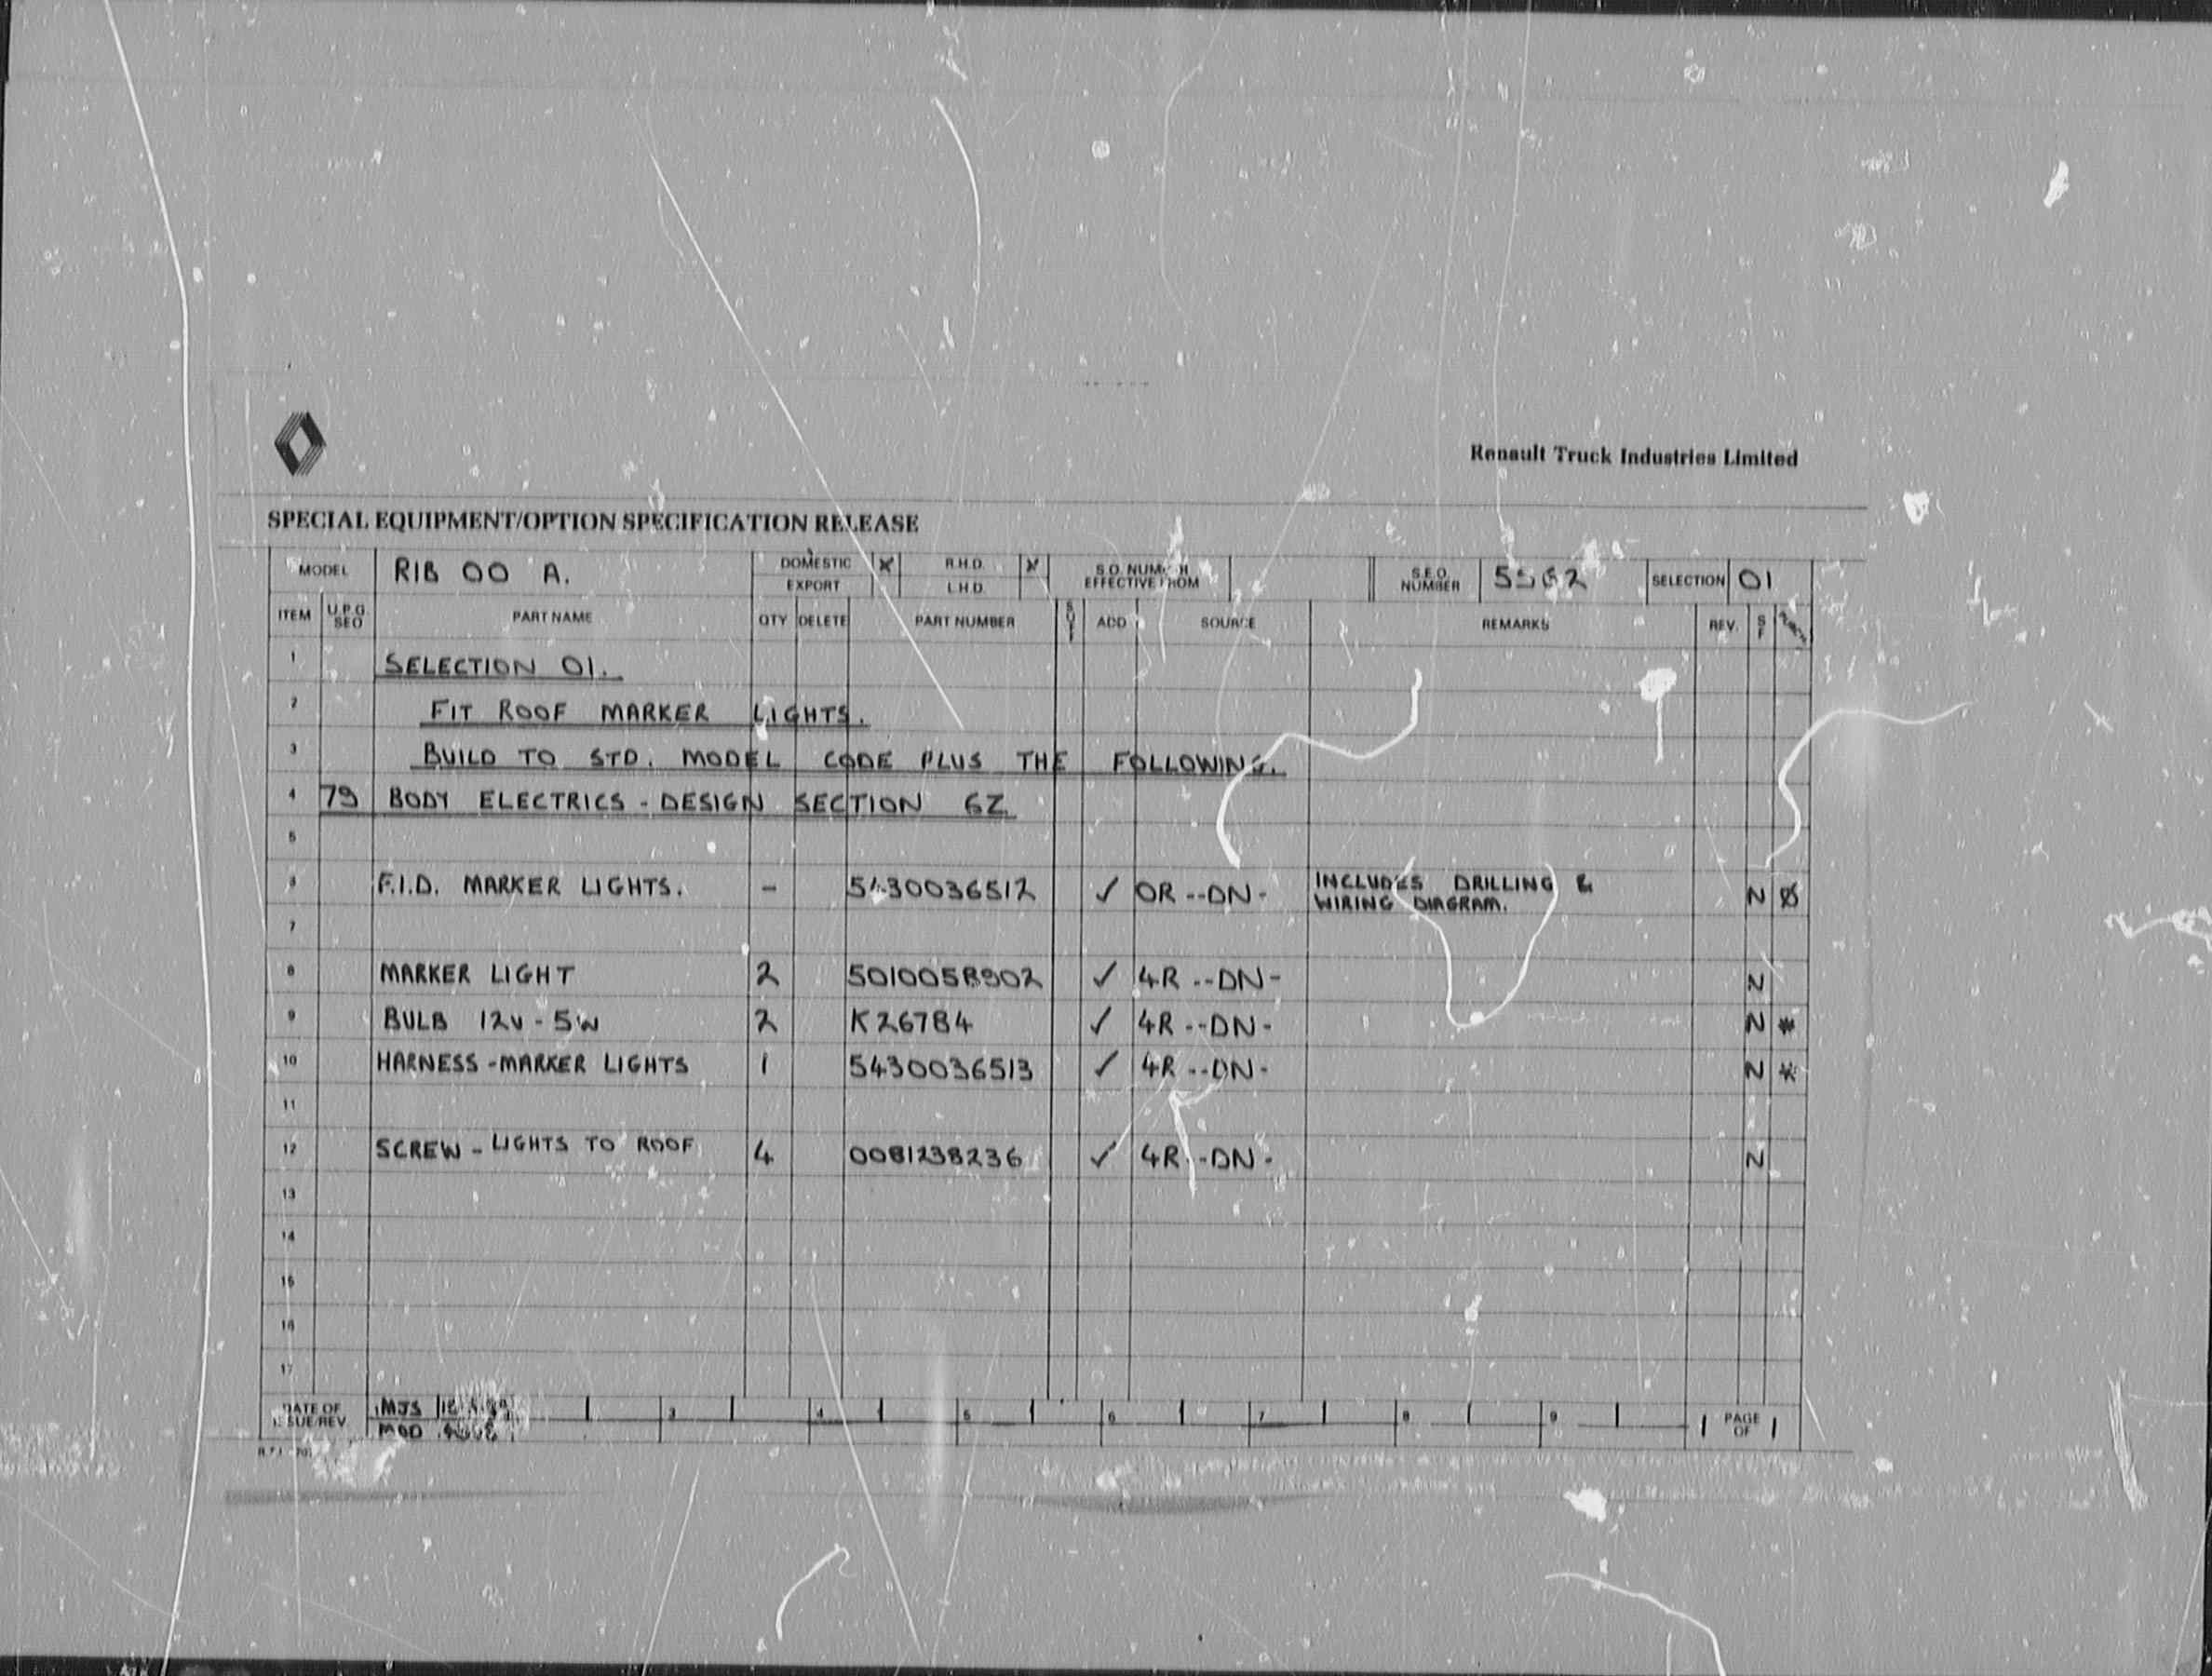 Renault Truck Industries Limited
SPECIAL EQUIPMENT/OPTION SPECIFICATION RELEASE
MODEL RIB 00 A. DOMESTIC X R.H.D. X S.O. NUMBER S.E.O. NUMBER 5562 SELECTION 01
EXPORT L.H.D. EFFECTIVE FROM
ITEM U.P.G. SEQ PART NAME QTY DELETE PART NUMBER ADD SOURCE REMARKS REV. S F
1 SELECTION 01.
2 FIT ROOF MARKER LIGHTS.
3 BUILD TO STD. MODEL CODE PLUS THE FOLLOWING.
4 79 BODY ELECTRICS - DESIGN SECTION 6Z
5
6 F.I.D. MARKER LIGHTS. - 5430036512 ✓ OR --DN- INCLUDES DRILLING & N Ø
WIRING DIAGRAM.
7
8 MARKER LIGHT 2 5010058902 ✓ 4R --DN- N
9 BULB 12V - 5W 2 K26784 ✓ 4R --DN- N *
10 HARNESS - MARKER LIGHTS 1 5430036513 ✓ 4R --DN- N *
11
12 SCREW - LIGHTS TO ROOF 4 0081238236 ✓ 4R --DN- N
13
14
15
16
17
DATE OF ISSUE/REV. MJS 3 4 5 6 7 8 9 1 PAGE OF 1
MOD